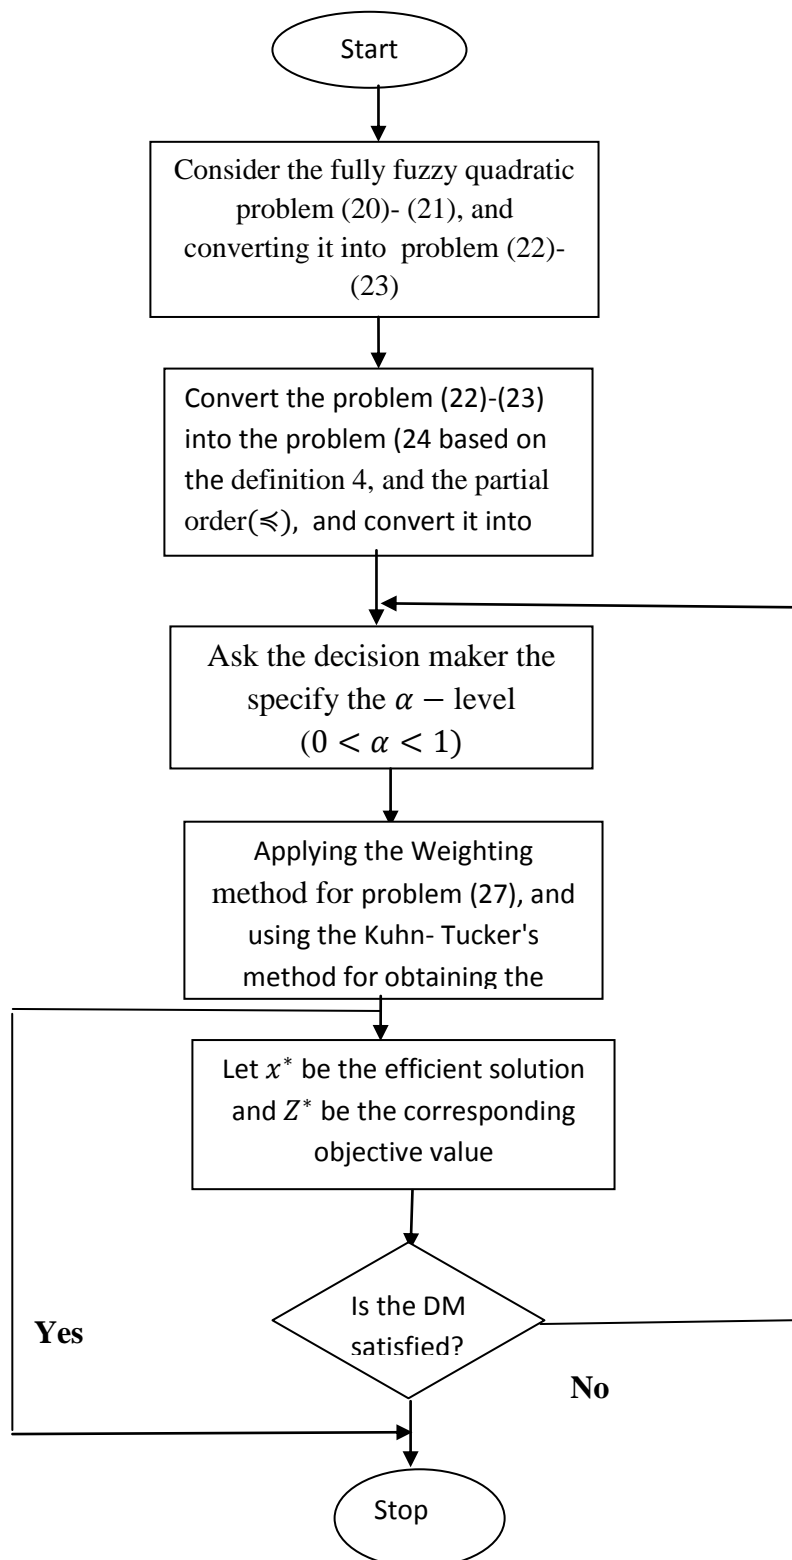 Start
Consider the fully fuzzy quadratic
problem (20)- (21), and
converting it into problem (22)-
(23)
Convert the problem (22)-(23)
into the problem (24 based on
the definition 4, and the partial
order(≼), and convert it into
Ask the decision maker the
specify the α − level
(0 < α < 1)
Applying the Weighting
method for problem (27), and
using the Kuhn- Tucker's
method for obtaining the
Let x* be the efficient solution
and Z* be the corresponding
objective value
Is the DM
satisfied?
Yes
No
Stop